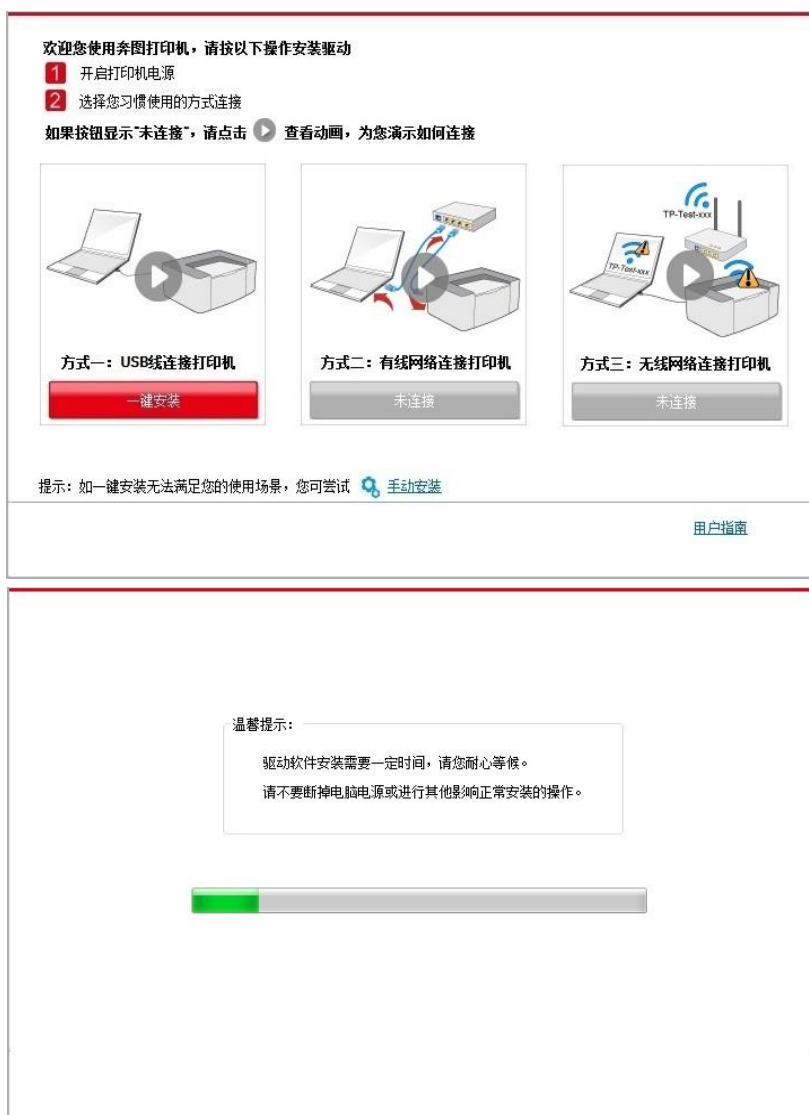 欢迎您使用奔图打印机，请按以下操作安装驱动
1 开启打印机电源
2 选择您习惯使用的方式连接
如果按钮显示"未连接"，请点击 查看动画，为您演示如何连接
TP-Test-xxx
TP-Test-xxx
方式一：USB线连接打印机
方式二：有线网络连接打印机
方式三：无线网络连接打印机
一键安装
未连接
未连接
提示：如一键安装无法满足您的使用场景，您可尝试 手动安装
用户指南
温馨提示：
驱动软件安装需要一定时间，请您耐心等候。
请不要断掉电脑电源或进行其他影响正常安装的操作。